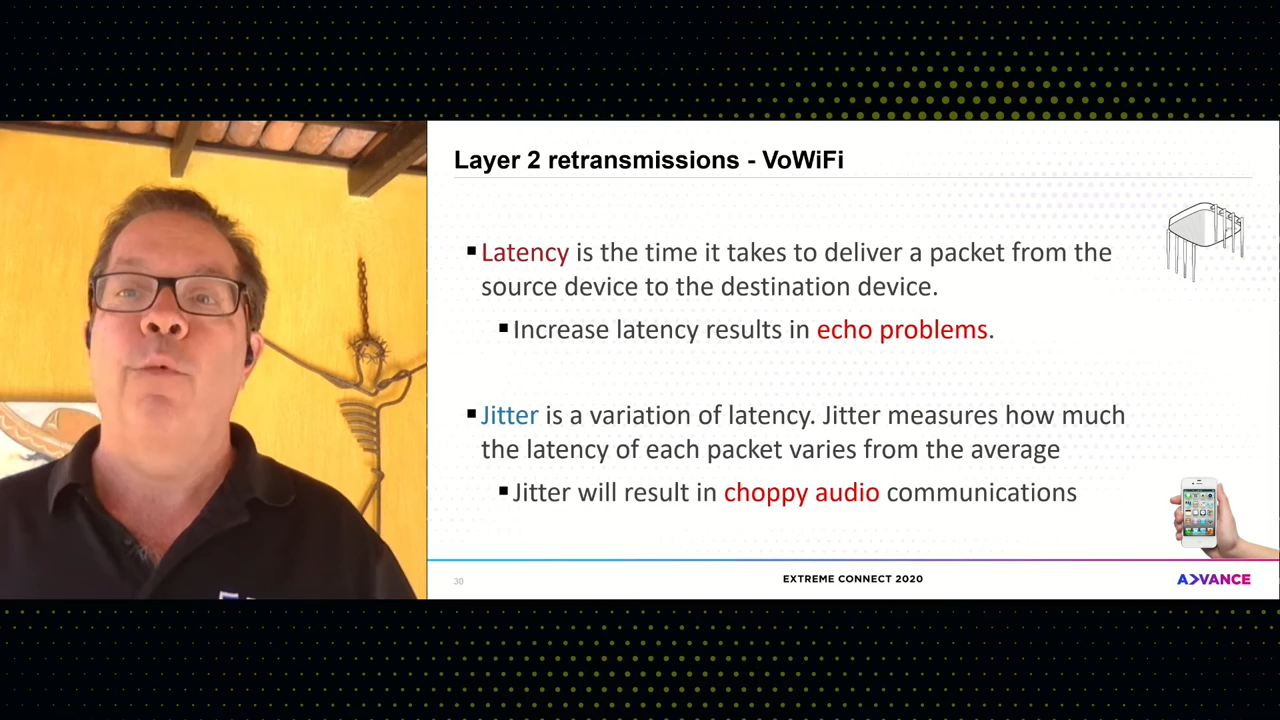 Layer 2 retransmissions - VoWiFi
Latency is the time it takes to deliver a packet from the
source device to the destination device.
Increase latency results in echo problems.
Jitter is a variation of latency. Jitter measures how much
the latency of each packet varies from the average
Jitter will result in choppy audio communications
30
EXTREME CONNECT 2020
ADVANCE